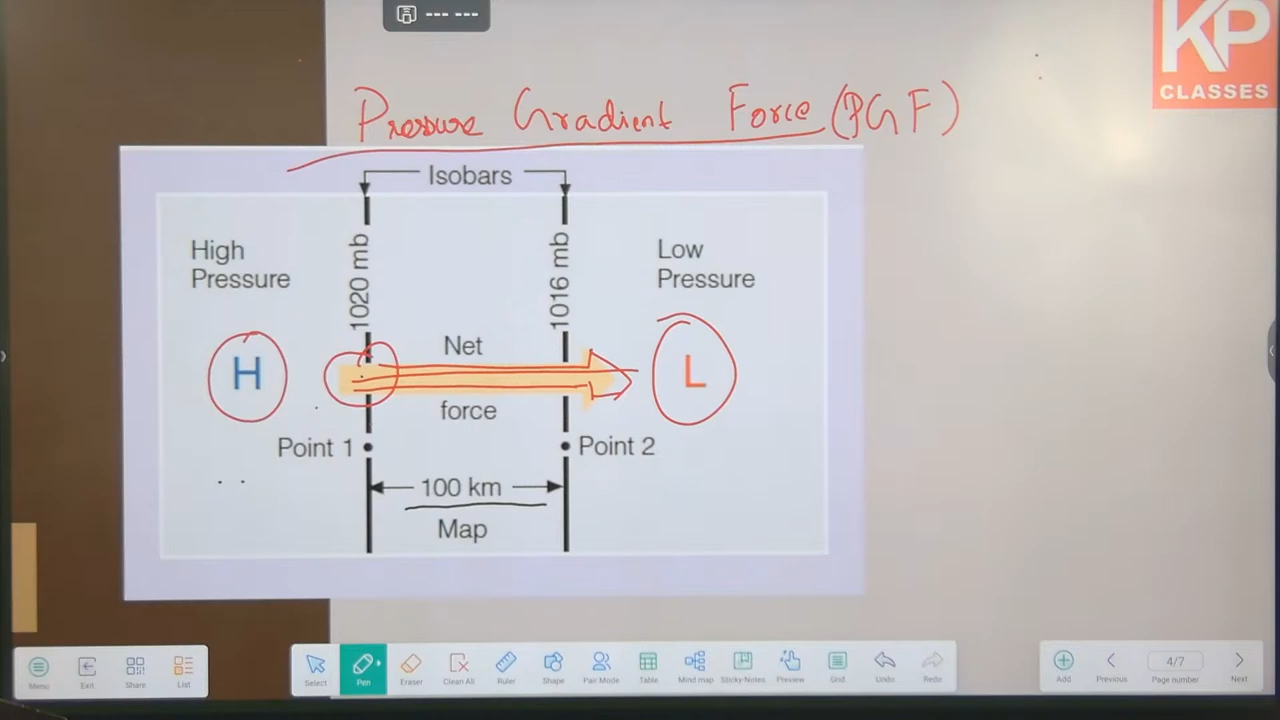 --- ---
KP
CLASSES
Pressure Gradient Force (PGF)
Isobars
High
Pressure
1020 mb
1016 mb
Low
Pressure
H
Net
force
L
Point 1
Point 2
100 km
Map
Menu
Exit
Share
List
Select
Pen
Eraser
Clean All
Ruler
Shape
Pair Mode
Table
Mind map
Sticky-Notes
Preview
Grid
Undo
Redo
Add
Previous
4/7
Page number
Next